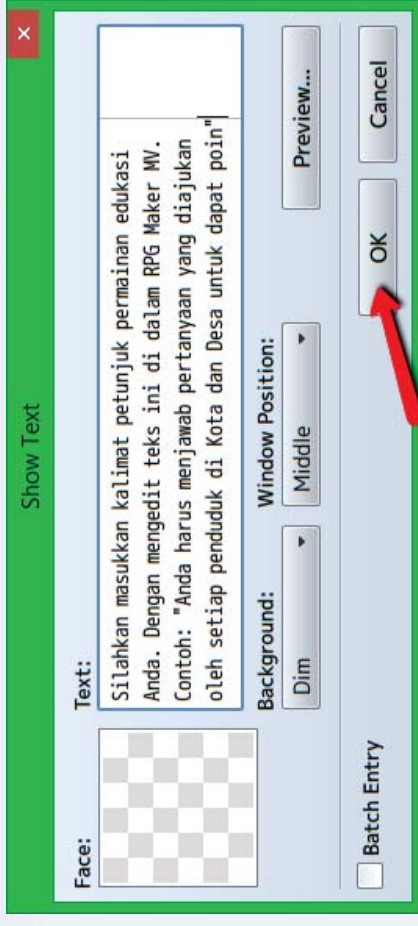 Show Text
×
Face:
Text:
Silahkan masukkan kalimat petunjuk permainan edukasi
Anda. Dengan mengedit teks ini di dalam RPG Maker MV.
Contoh: "Anda harus menjawab pertanyaan yang diajukan
oleh setiap penduduk di Kota dan Desa untuk dapat poin"
Background:
Window Position:
Dim
Middle
Preview...
Batch Entry
OK
Cancel